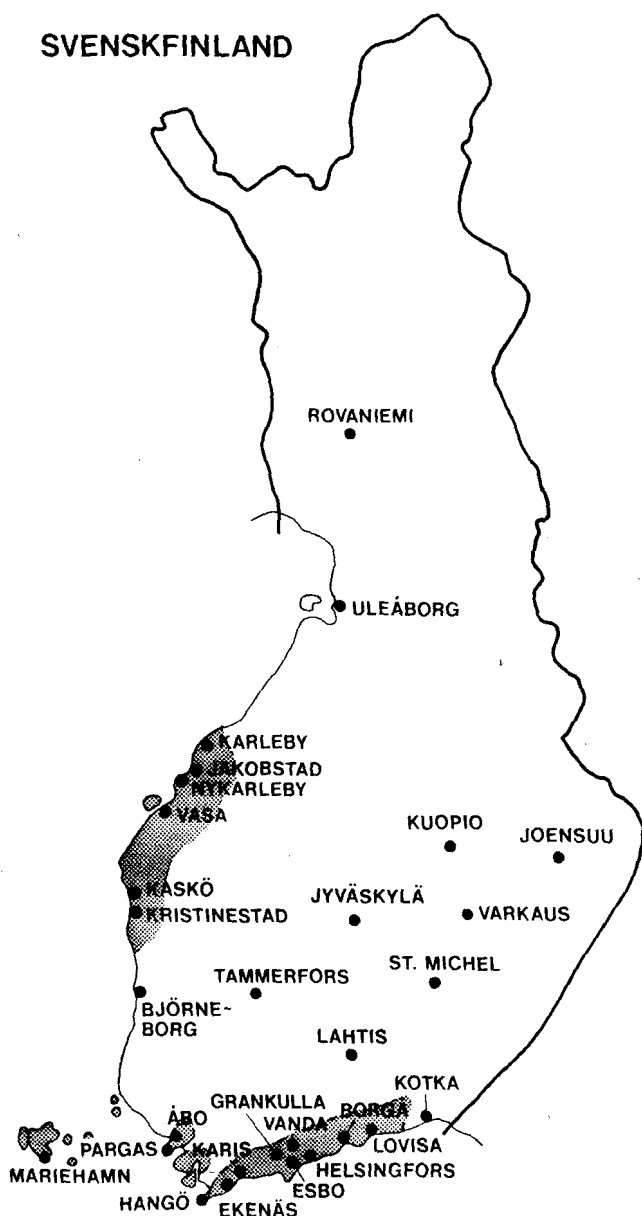 SVENSKFINLAND
ROVANIEMI
ULEÅBORG
KARLEBY
JAKOBSTAD
NYKARLEBY
VASA
KUOPIO
JOENSUU
KASKÖ
KRISTINESTAD
JYVÄSKYLÄ
VARKAUS
TAMMERFORS
ST. MICHEL
BJÖRNE-
BORG
LAHTIS
KOTKA
GRANKULLA
ÅBO
VANDA
BORGA
PARGAS
KARIS
LOVISA
MARIEHAMN
HELSINGFORS
ESBO
HANGÖ
EKENÄS